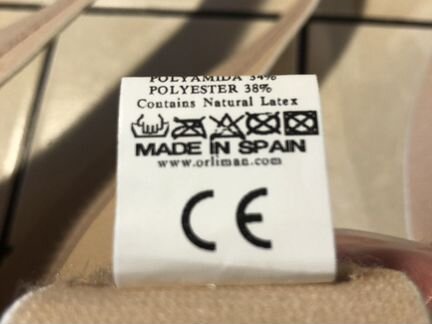 POLYAMIDA 34%
POLYESTER 38%
Contains Natural Latex
MADE IN SPAIN
www.orliman.com
CE